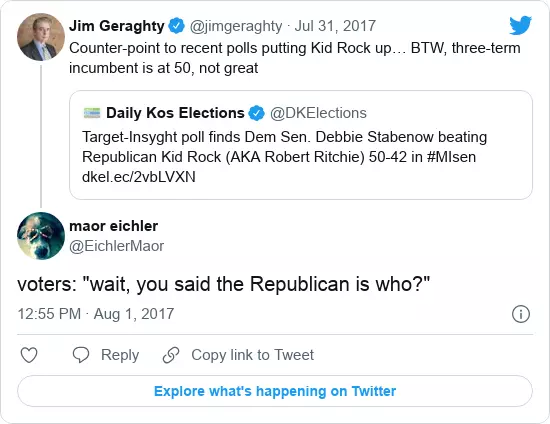 Jim Geraghty @jimgeraghty · Jul 31, 2017
Counter-point to recent polls putting Kid Rock up… BTW, three-term
incumbent is at 50, not great
Daily Kos Elections @DKElections
Target-Insyght poll finds Dem Sen. Debbie Stabenow beating
Republican Kid Rock (AKA Robert Ritchie) 50-42 in #MIsen
dkel.ec/2vbLVXN
maor eichler
@EichlerMaor
voters: "wait, you said the Republican is who?"
12:55 PM · Aug 1, 2017
Reply Copy link to Tweet
Explore what's happening on Twitter